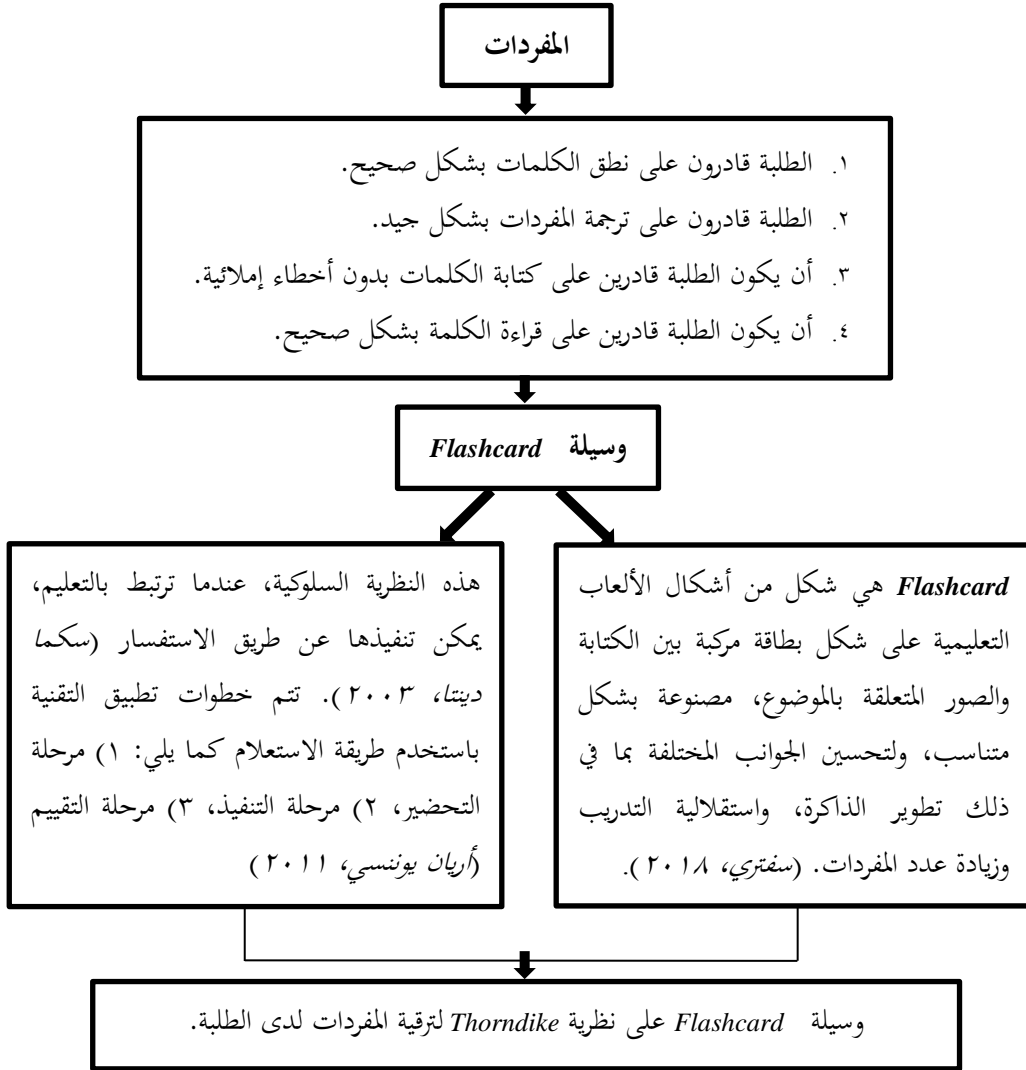 المفردات
١. الطلبة قادرون على نطق الكلمات بشكل صحيح.
٢. الطلبة قادرون على ترجمة المفردات بشكل جيد.
٣. أن يكون الطلبة قادرين على كتابة الكلمات بدون أخطاء إملائية.
٤. أن يكون الطلبة قادرين على قراءة الكلمة بشكل صحيح.
وسيلة Flashcard
Flashcard هي شكل من أشكال الألعاب
التعليمية على شكل بطاقة مركبة بين الكتابة
والصور المتعلقة بالموضوع، مصنوعة بشكل
متناسب، ولتحسين الجوانب المختلفة بما في
ذلك تطوير الذاكرة، واستقلالية التدريب
وزيادة عدد المفردات. (سفتري، ٢٠١٨).
هذه النظرية السلوكية، عندما ترتبط بالتعليم،
يمكن تنفيذها عن طريق الاستفسار (سكما
دينتا، ٢٠٠٣). تتم خطوات تطبيق التقنية
باستخدم طريقة الاستعلام كما يلي: ١) مرحلة
التحضير، ٢) مرحلة التنفيذ، ٣) مرحلة التقييم
(أريان يوننسي، ٢٠١١)
وسيلة Flashcard على نظرية Thorndike لترقية المفردات لدى الطلبة.